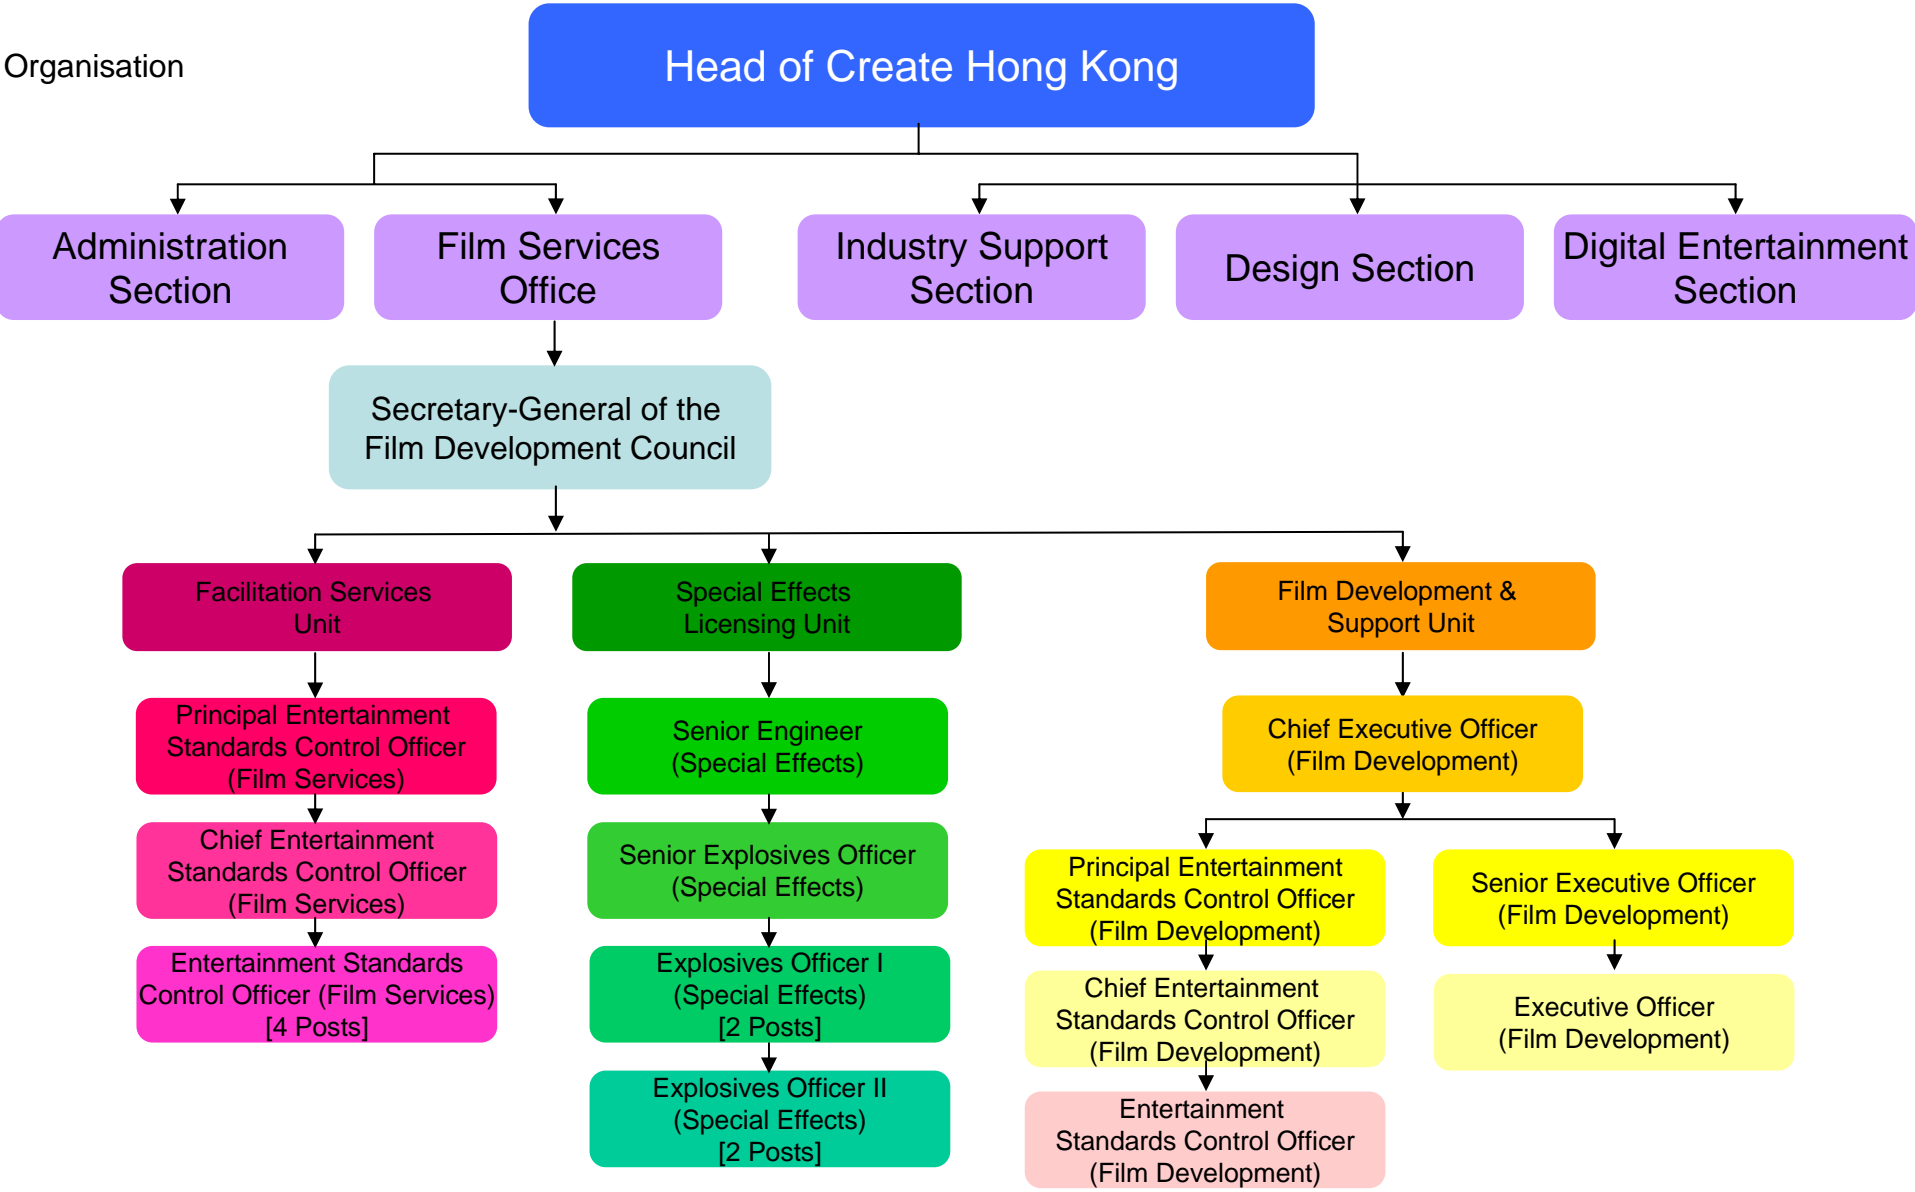 Organisation
Head of Create Hong Kong
Administration
Section
Film Services
Office
Industry Support
Section
Design Section
Digital Entertainment
Section
Secretary-General of the
Film Development Council
Facilitation Services
Unit
Special Effects
Licensing Unit
Film Development &
Support Unit
Principal Entertainment
Standards Control Officer
(Film Services)
Senior Engineer
(Special Effects)
Chief Executive Officer
(Film Development)
Chief Entertainment
Standards Control Officer
(Film Services)
Senior Explosives Officer
(Special Effects)
Principal Entertainment
Standards Control Officer
(Film Development)
Senior Executive Officer
(Film Development)
Entertainment Standards
Control Officer (Film Services)
[4 Posts]
Explosives Officer I
(Special Effects)
[2 Posts]
Chief Entertainment
Standards Control Officer
(Film Development)
Executive Officer
(Film Development)
Explosives Officer II
(Special Effects)
[2 Posts]
Entertainment
Standards Control Officer
(Film Development)